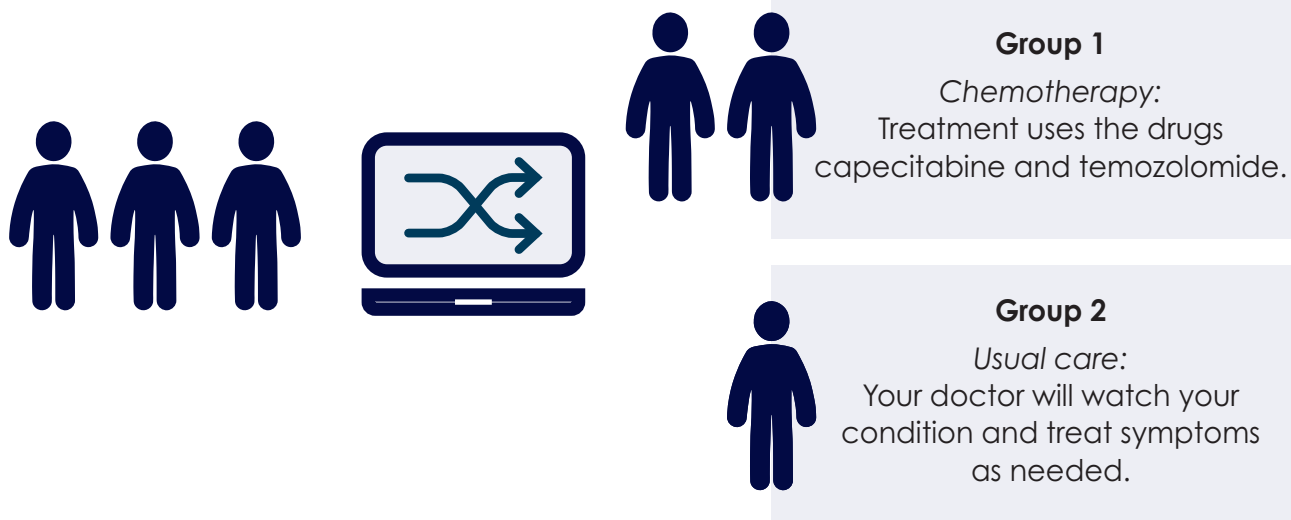 Group 1
Chemotherapy:
Treatment uses the drugs
capecitabine and temozolomide.
Group 2
Usual care:
Your doctor will watch your
condition and treat symptoms
as needed.